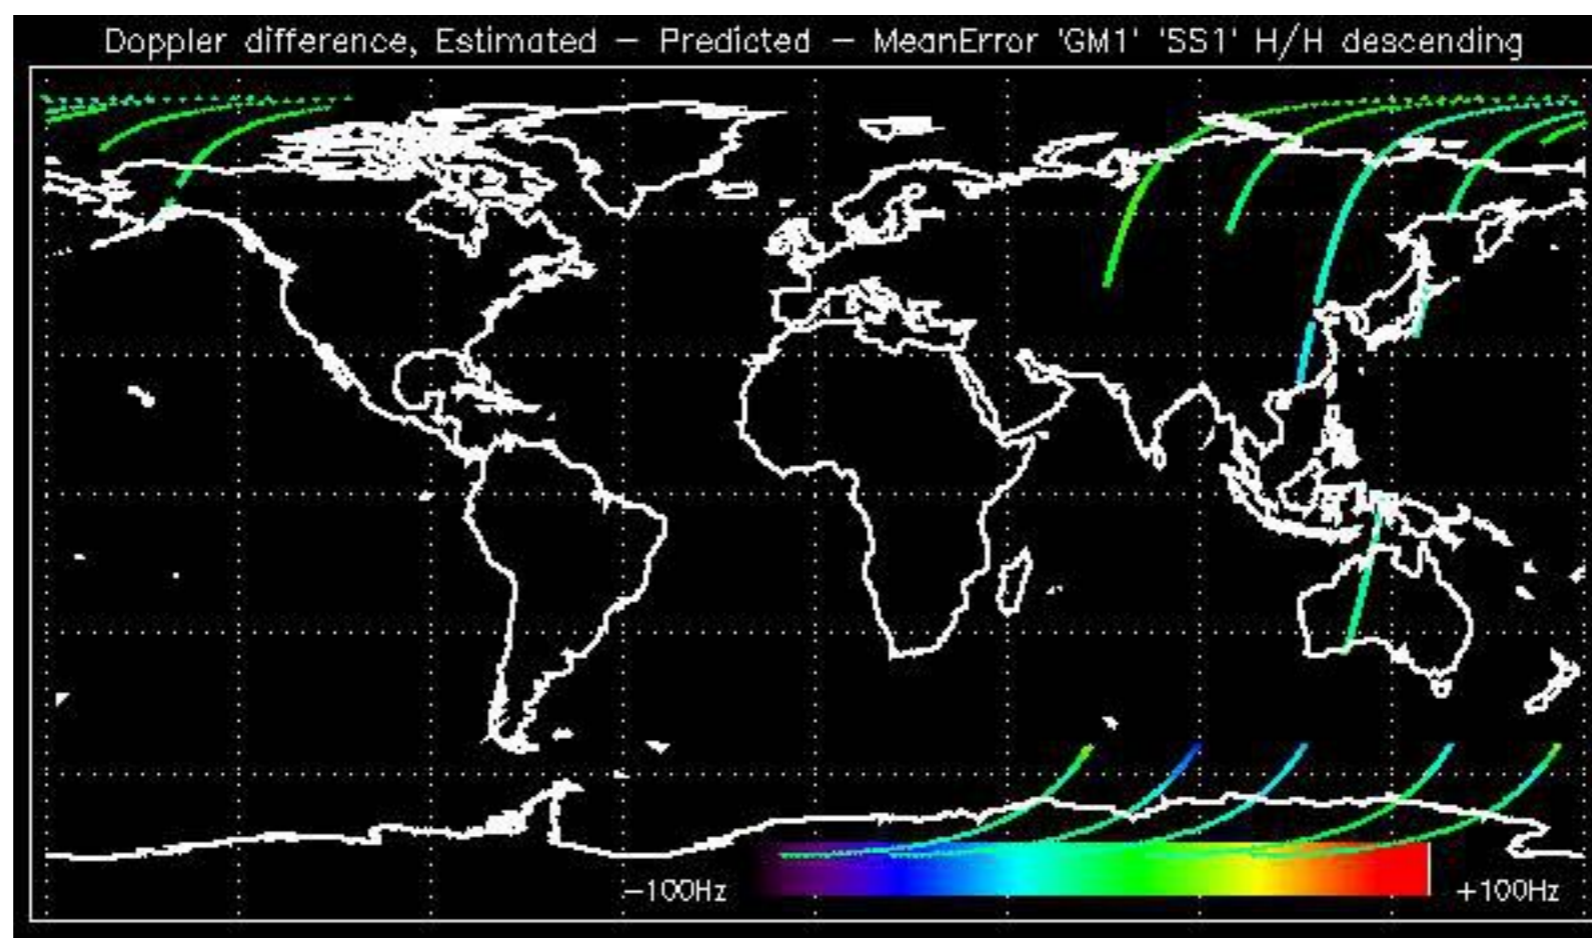 Doppler difference, Estimated - Predicted - MeanError 'GM1' 'SS1' H/H descending
-100Hz +100Hz